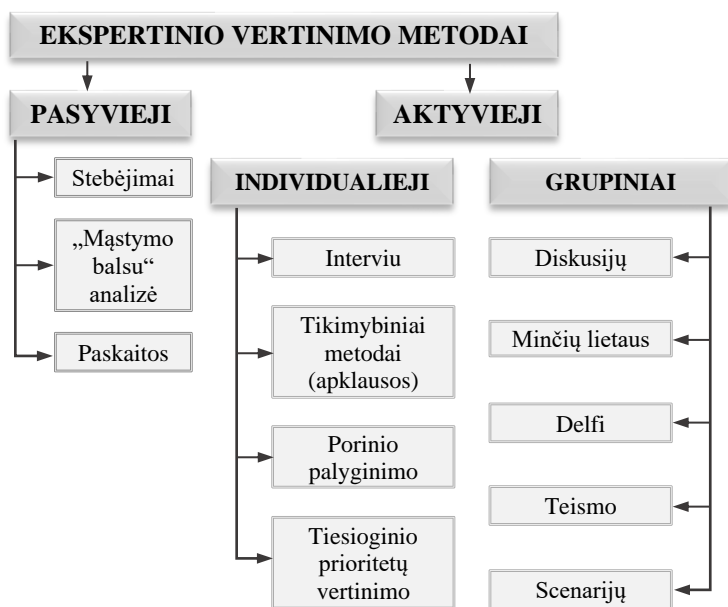 EKSPERTINIO VERTINIMO METODAI
PASYVIEJI
AKTYVIEJI
Stebėjimai
„Mąstymo
balsu“
analizė
Paskaitos
INDIVIDUALIEJI
Interviu
Tikimybiniai
metodai
(apklausos)
Porinio
palyginimo
Tiesioginio
prioritetų
vertinimo
GRUPINIAI
Diskusijų
Minčių lietaus
Delfi
Teismo
Scenarijų